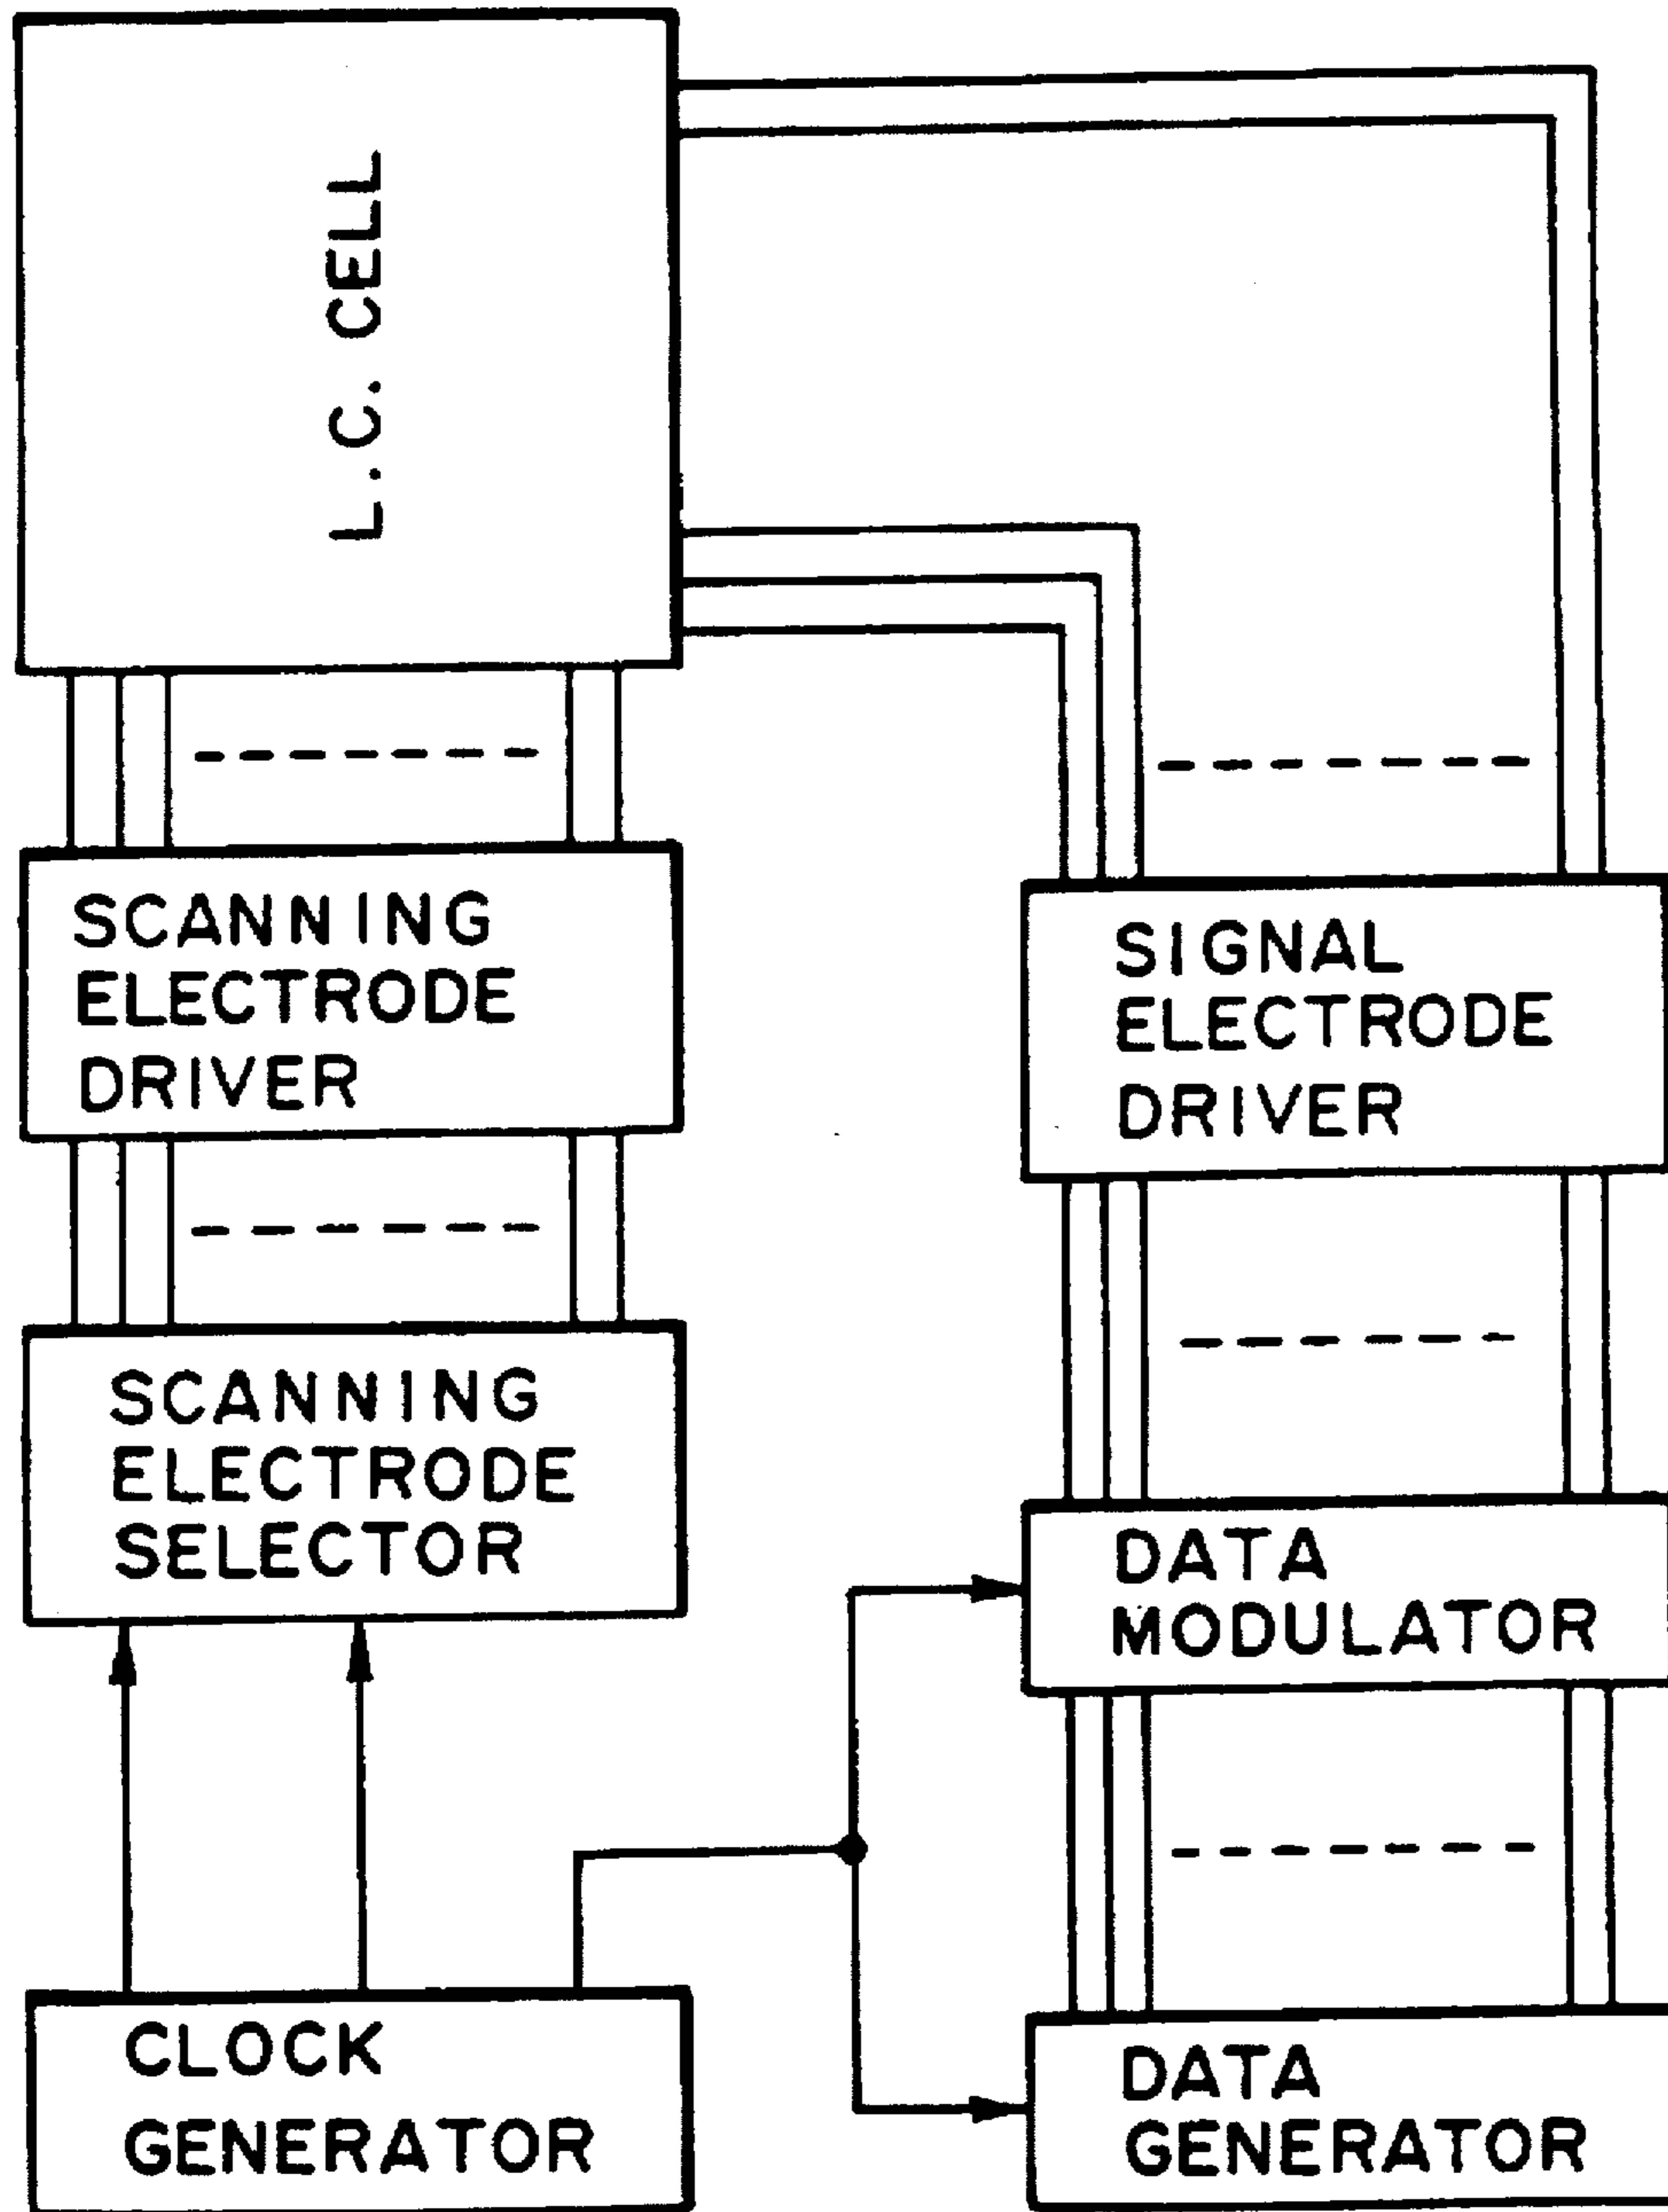 L.C. CELL
SCANNING
ELECTRODE
DRIVER
SIGNAL
ELECTRODE
DRIVER
SCANNING
ELECTRODE
SELECTOR
DATA
MODULATOR
CLOCK
GENERATOR
DATA
GENERATOR